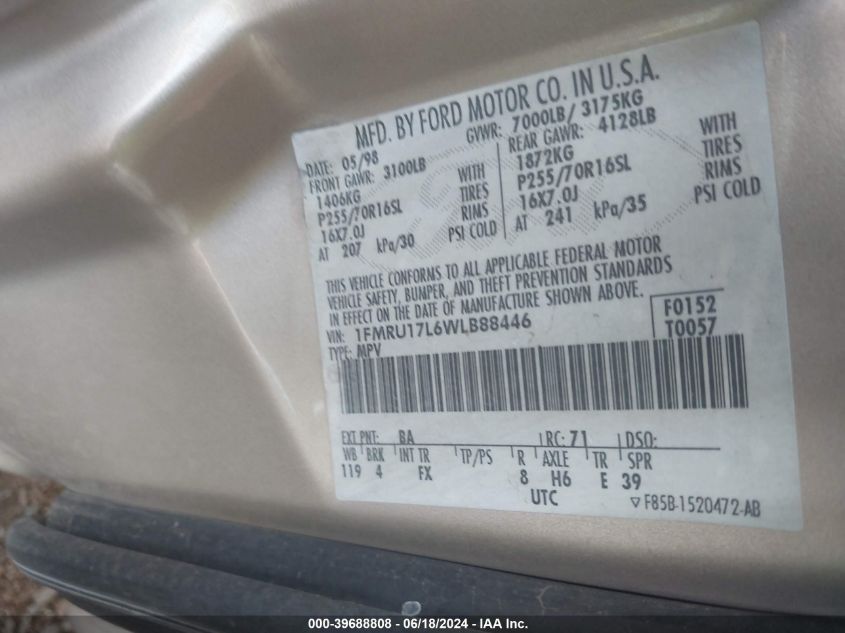 MFD. BY FORD MOTOR CO. IN U.S.A.
DATE: 05/98 GVWR: 7000LB/ 3175KG
FRONT GAWR: 3100LB REAR GAWR: 4128LB
1406KG WITH 1872KG WITH
P255/70R16SL TIRES P255/70R16SL TIRES
16X7.0J RIMS 16X7.0J RIMS
AT 207 kPa/30 PSI COLD AT 241 kPa/35 PSI COLD
THIS VEHICLE CONFORMS TO ALL APPLICABLE FEDERAL MOTOR
VEHICLE SAFETY, BUMPER, AND THEFT PREVENTION STANDARDS
IN EFFECT ON THE DATE OF MANUFACTURE SHOWN ABOVE.
VIN: 1FMRU17L6WLB88446 F0152
TYPE: MPV T0057
EXT PNT: BA RC: 71 DSO:
WB BRK INT TR TP/PS R AXLE TR SPR
119 4 FX 8 H6 E 39
UTC ▽F85B-1520472-AB
000-39688808 - 06/18/2024 - IAA Inc.